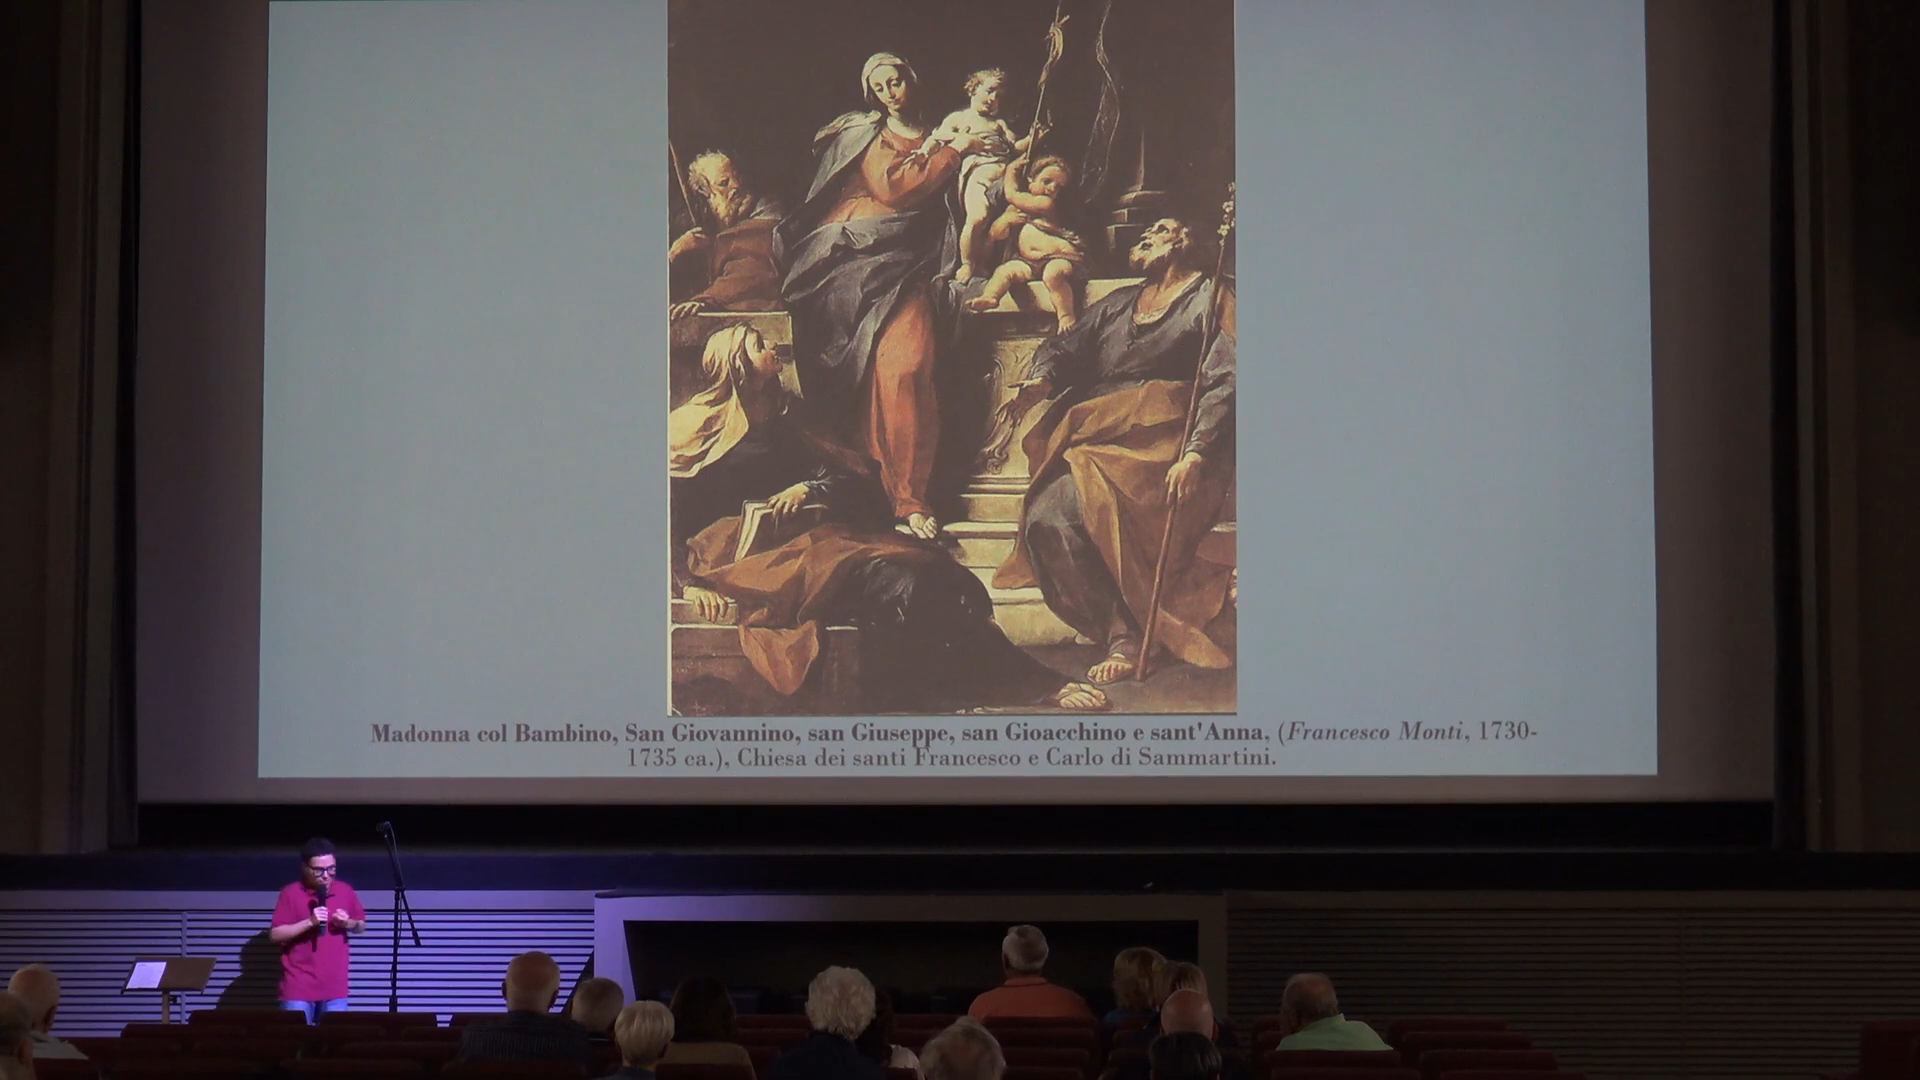 Madonna col Bambino, San Giovannino, san Giuseppe, san Gioacchino e sant'Anna, (Francesco Monti, 1730-
1735 ca.), Chiesa dei santi Francesco e Carlo di Sammartini.